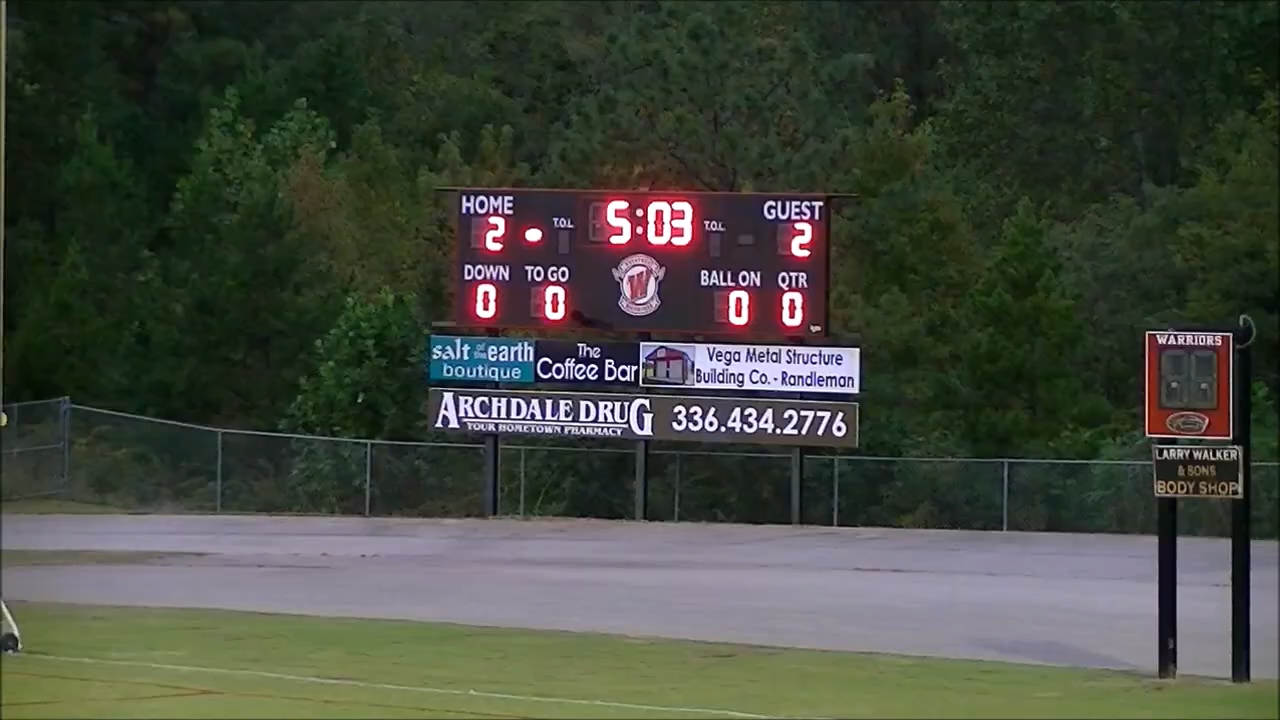 HOME 5:03 GUEST
2 T.O.L. T.O.L. 2
DOWN TO GO BALL ON QTR
0 0 W 0 0
salt of the earth
boutique
The
Coffee Bar
Vega Metal Structure
Building Co. - Randleman
ARCHDALE DRUG 336.434.2776
YOUR HOMETOWN PHARMACY
WARRIORS
LARRY WALKER
& SONS
BODY SHOP